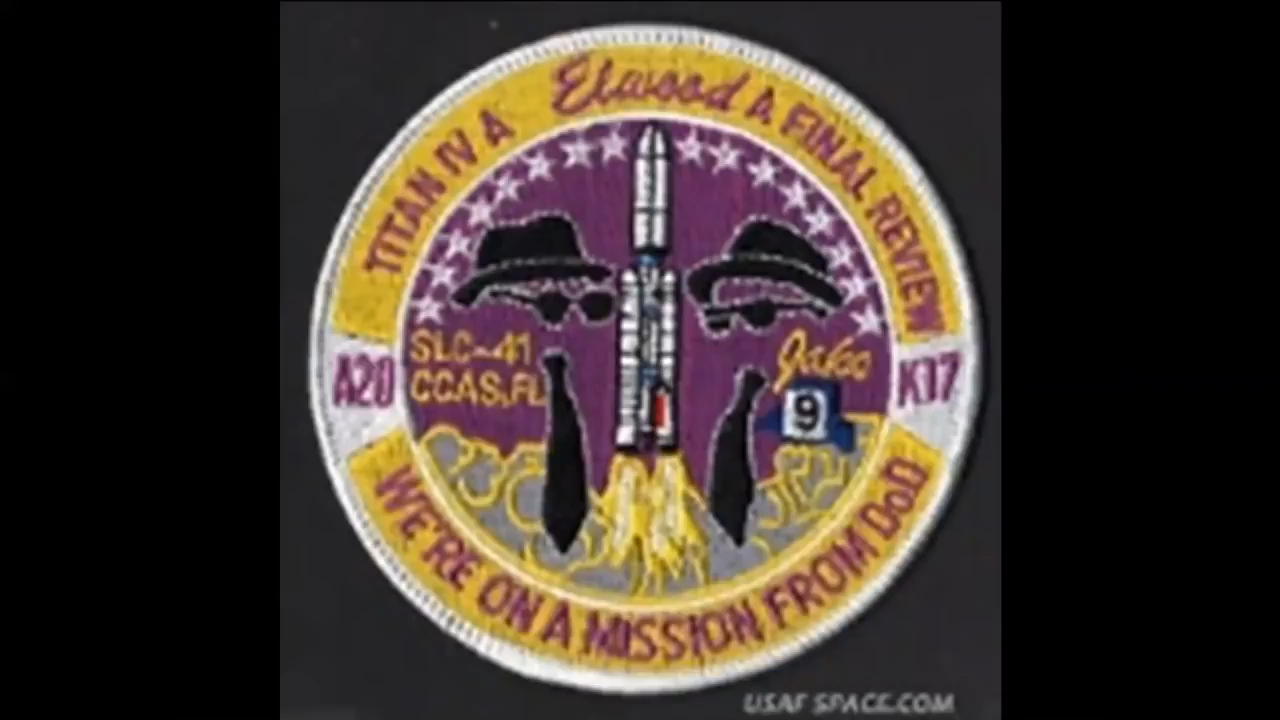 TITAN IV A
Elwood
A FINAL REVIEW
SLC-41
CCAS, FL
Jake
9
A20
K17
WE'RE ON A MISSION FROM DoD
USAF SPACE.COM